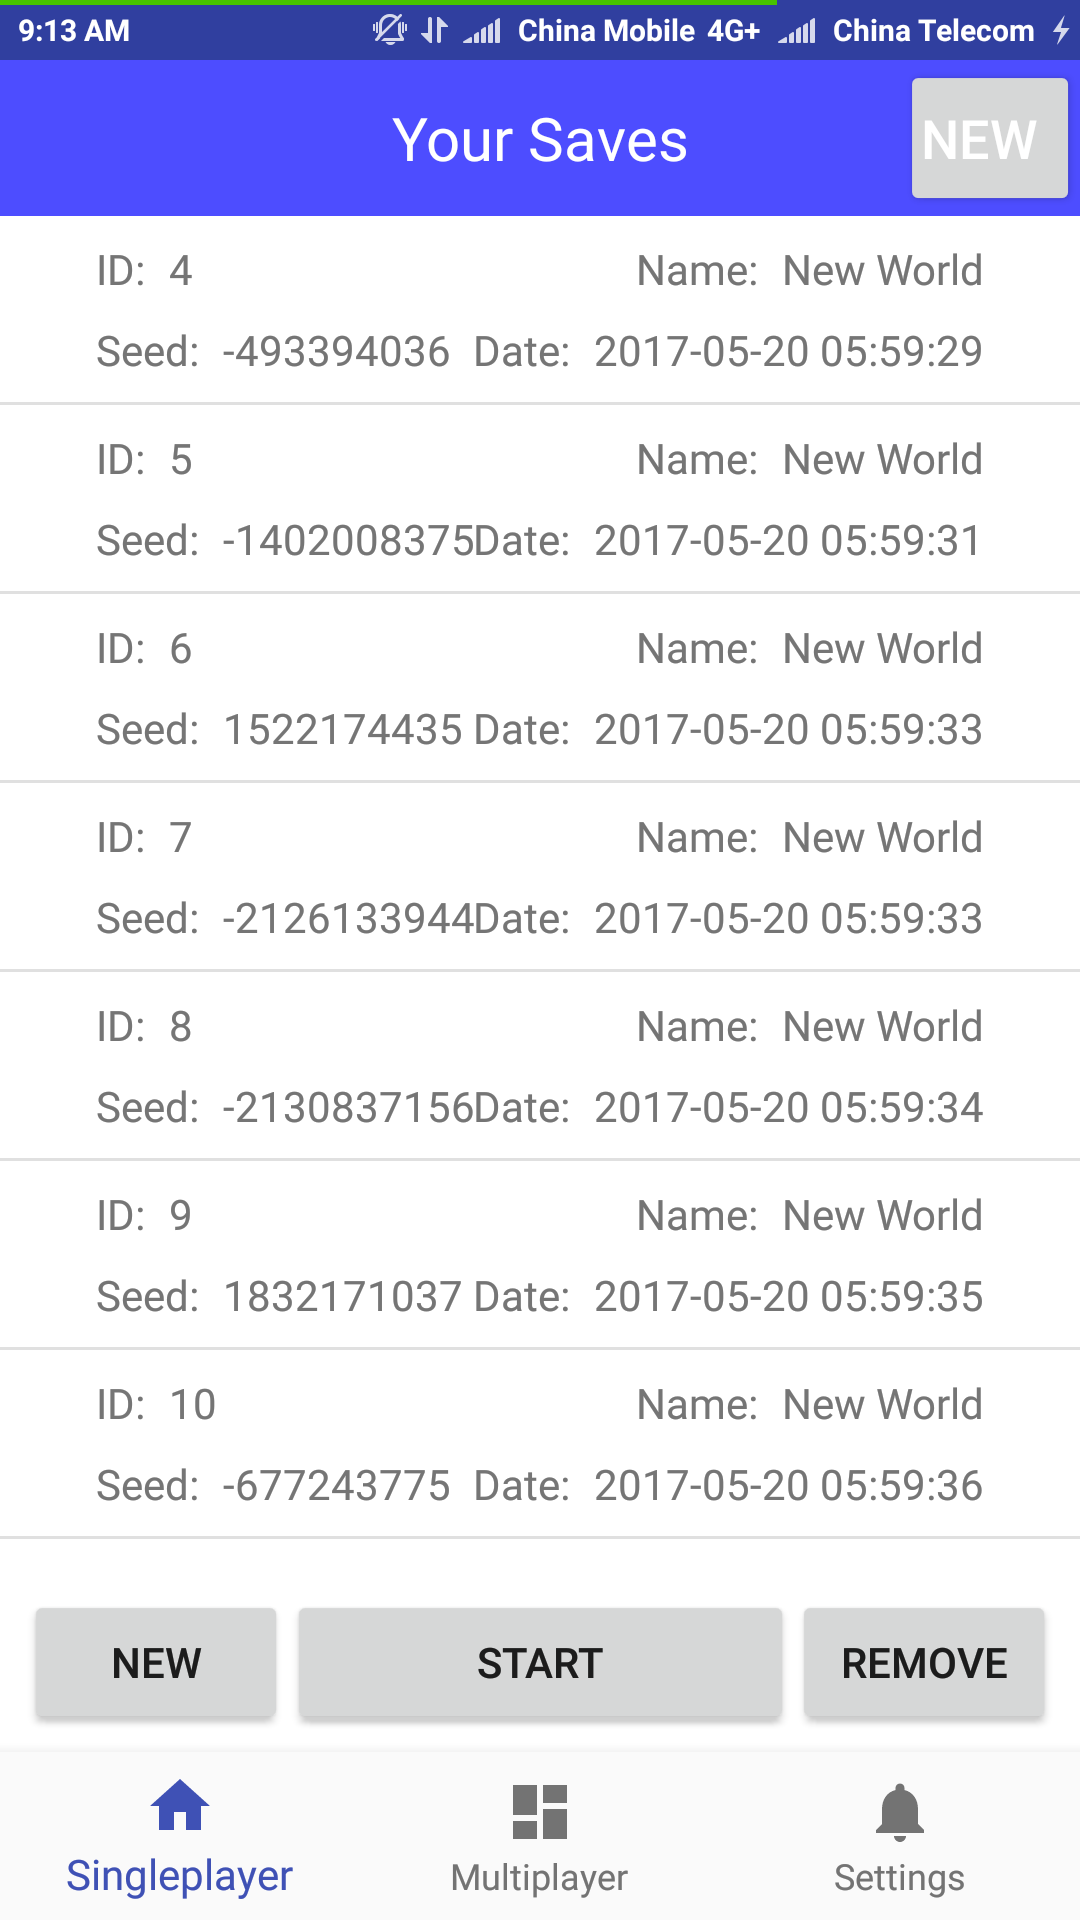 9:13 AM China Mobile 4G+ China Telecom
Your Saves NEW
ID: 4 Name: New World
Seed: -493394036 Date: 2017-05-20 05:59:29
ID: 5 Name: New World
Seed: -1402008375Date: 2017-05-20 05:59:31
ID: 6 Name: New World
Seed: 1522174435 Date: 2017-05-20 05:59:33
ID: 7 Name: New World
Seed: -2126133944Date: 2017-05-20 05:59:33
ID: 8 Name: New World
Seed: -2130837156Date: 2017-05-20 05:59:34
ID: 9 Name: New World
Seed: 1832171037 Date: 2017-05-20 05:59:35
ID: 10 Name: New World
Seed: -677243775 Date: 2017-05-20 05:59:36
NEW START REMOVE
Singleplayer Multiplayer Settings